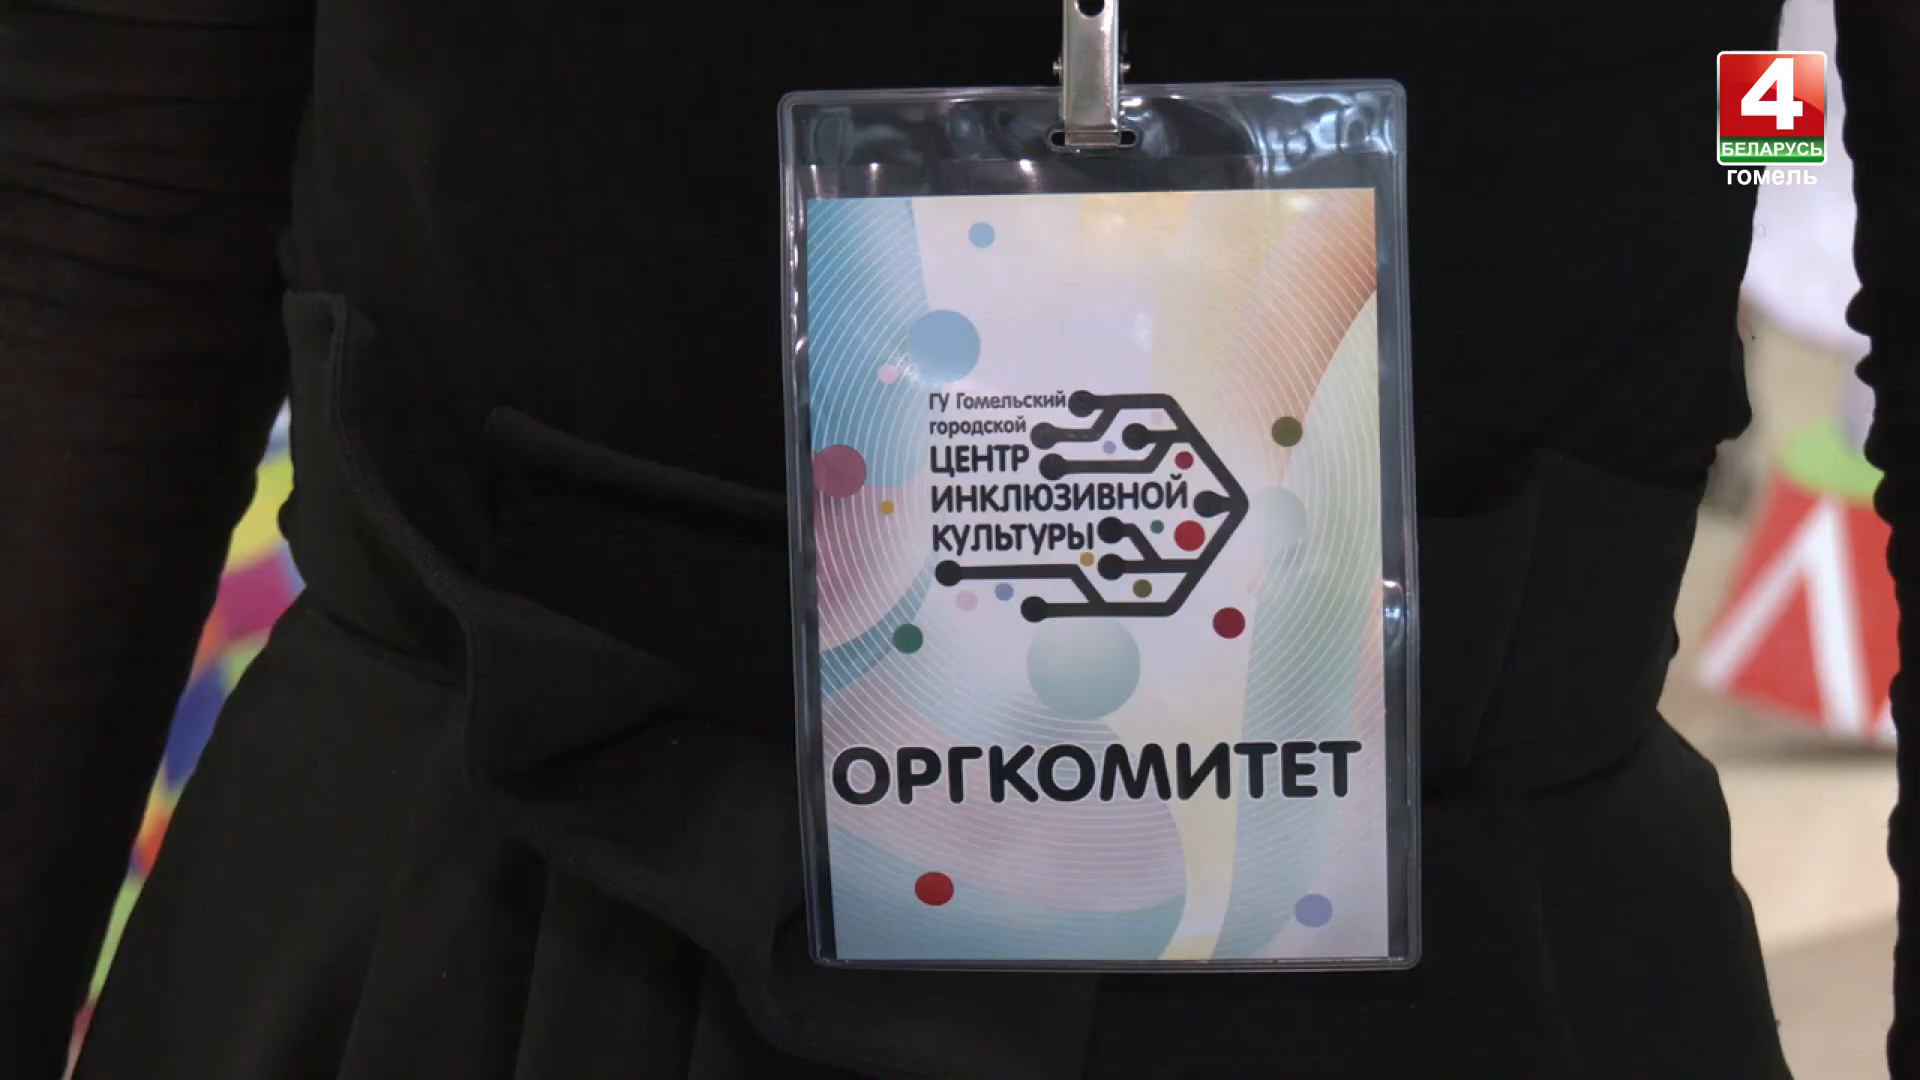 4
БЕЛАРУСЬ
гомель
ГУ Гомельский
городской
ЦЕНТР
ИНКЛЮЗИВНОЙ
КУЛЬТУРЫ
ОРГКОМИТЕТ